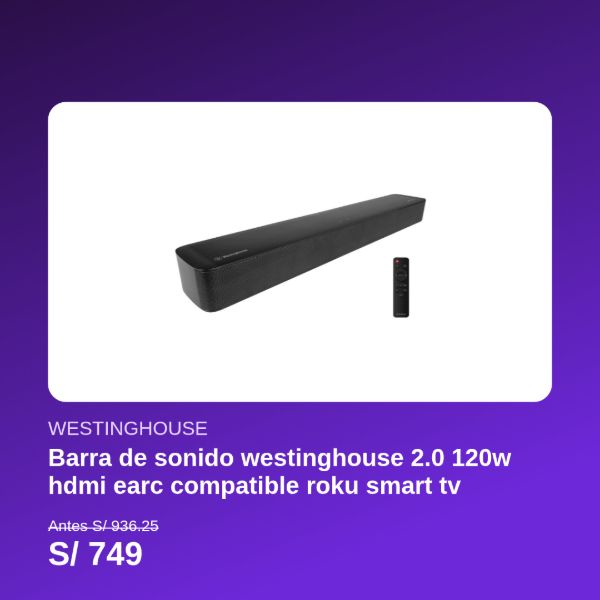 WESTINGHOUSE
Barra de sonido westinghouse 2.0 120w
hdmi earc compatible roku smart tv
Antes S/ 936.25
S/ 749